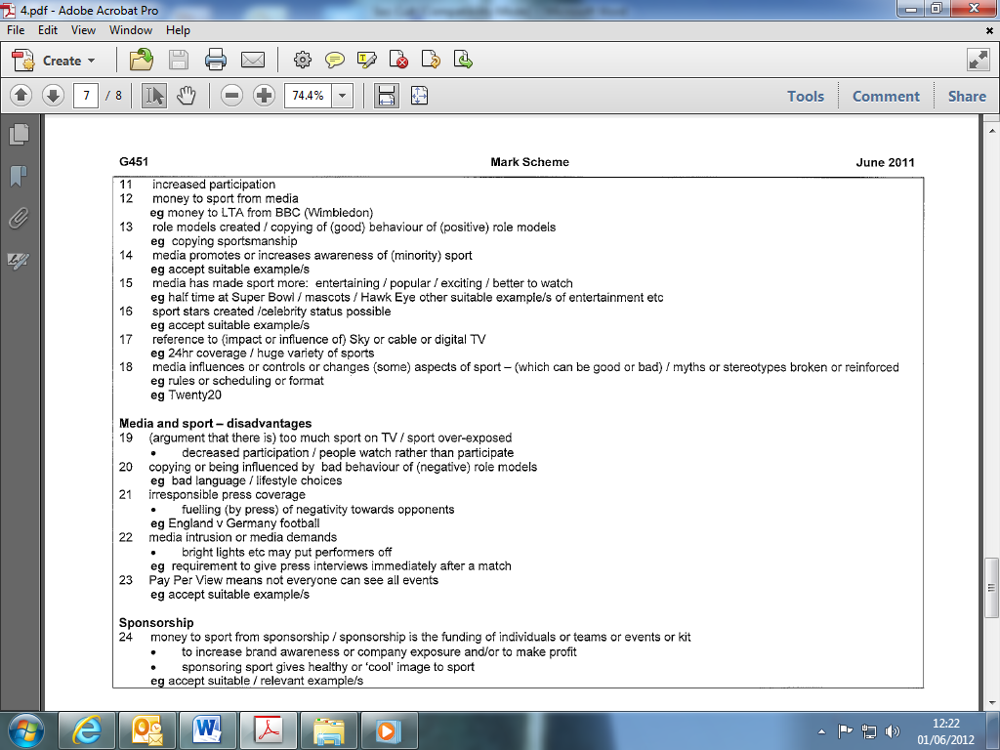 4.pdf - Adobe Acrobat Pro
File Edit View Window Help
Create
7 / 8 74.4% Tools Comment Share
G451 Mark Scheme June 2011
11 increased participation
12 money to sport from media
eg money to LTA from BBC (Wimbledon)
13 role models created / copying of (good) behaviour of (positive) role models
eg copying sportsmanship
14 media promotes or increases awareness of (minority) sport
eg accept suitable example/s
15 media has made sport more: entertaining / popular / exciting / better to watch
eg half time at Super Bowl / mascots / Hawk Eye other suitable example/s of entertainment etc
16 sport stars created /celebrity status possible
eg accept suitable example/s
17 reference to (impact or influence of) Sky or cable or digital TV
eg 24hr coverage / huge variety of sports
18 media influences or controls or changes (some) aspects of sport – (which can be good or bad) / myths or stereotypes broken or reinforced
eg rules or scheduling or format
eg Twenty20
Media and sport – disadvantages
19 (argument that there is) too much sport on TV / sport over-exposed
• decreased participation / people watch rather than participate
20 copying or being influenced by bad behaviour of (negative) role models
eg bad language / lifestyle choices
21 irresponsible press coverage
• fuelling (by press) of negativity towards opponents
eg England v Germany football
22 media intrusion or media demands
• bright lights etc may put performers off
eg requirement to give press interviews immediately after a match
23 Pay Per View means not everyone can see all events
eg accept suitable example/s
Sponsorship
24 money to sport from sponsorship / sponsorship is the funding of individuals or teams or events or kit
• to increase brand awareness or company exposure and/or to make profit
• sponsoring sport gives healthy or 'cool' image to sport
eg accept suitable / relevant example/s
12:22
01/06/2012